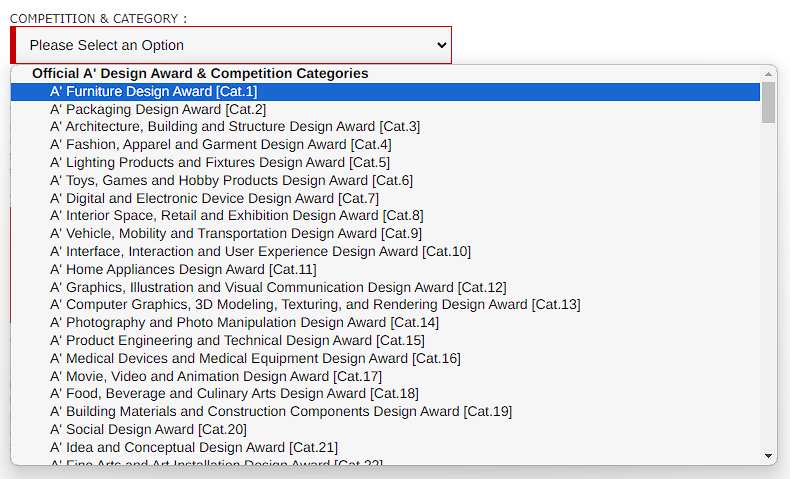 COMPETITION & CATEGORY :
Please Select an Option
Official A' Design Award & Competition Categories
A' Furniture Design Award [Cat.1]
A' Packaging Design Award [Cat.2]
A' Architecture, Building and Structure Design Award [Cat.3]
A' Fashion, Apparel and Garment Design Award [Cat.4]
A' Lighting Products and Fixtures Design Award [Cat.5]
A' Toys, Games and Hobby Products Design Award [Cat.6]
A' Digital and Electronic Device Design Award [Cat.7]
A' Interior Space, Retail and Exhibition Design Award [Cat.8]
A' Vehicle, Mobility and Transportation Design Award [Cat.9]
A' Interface, Interaction and User Experience Design Award [Cat.10]
A' Home Appliances Design Award [Cat.11]
A' Graphics, Illustration and Visual Communication Design Award [Cat.12]
A' Computer Graphics, 3D Modeling, Texturing, and Rendering Design Award [Cat.13]
A' Photography and Photo Manipulation Design Award [Cat.14]
A' Product Engineering and Technical Design Award [Cat.15]
A' Medical Devices and Medical Equipment Design Award [Cat.16]
A' Movie, Video and Animation Design Award [Cat.17]
A' Food, Beverage and Culinary Arts Design Award [Cat.18]
A' Building Materials and Construction Components Design Award [Cat.19]
A' Social Design Award [Cat.20]
A' Idea and Conceptual Design Award [Cat.21]
A' Fine Arts and Art Installation Design Award [Cat.22]